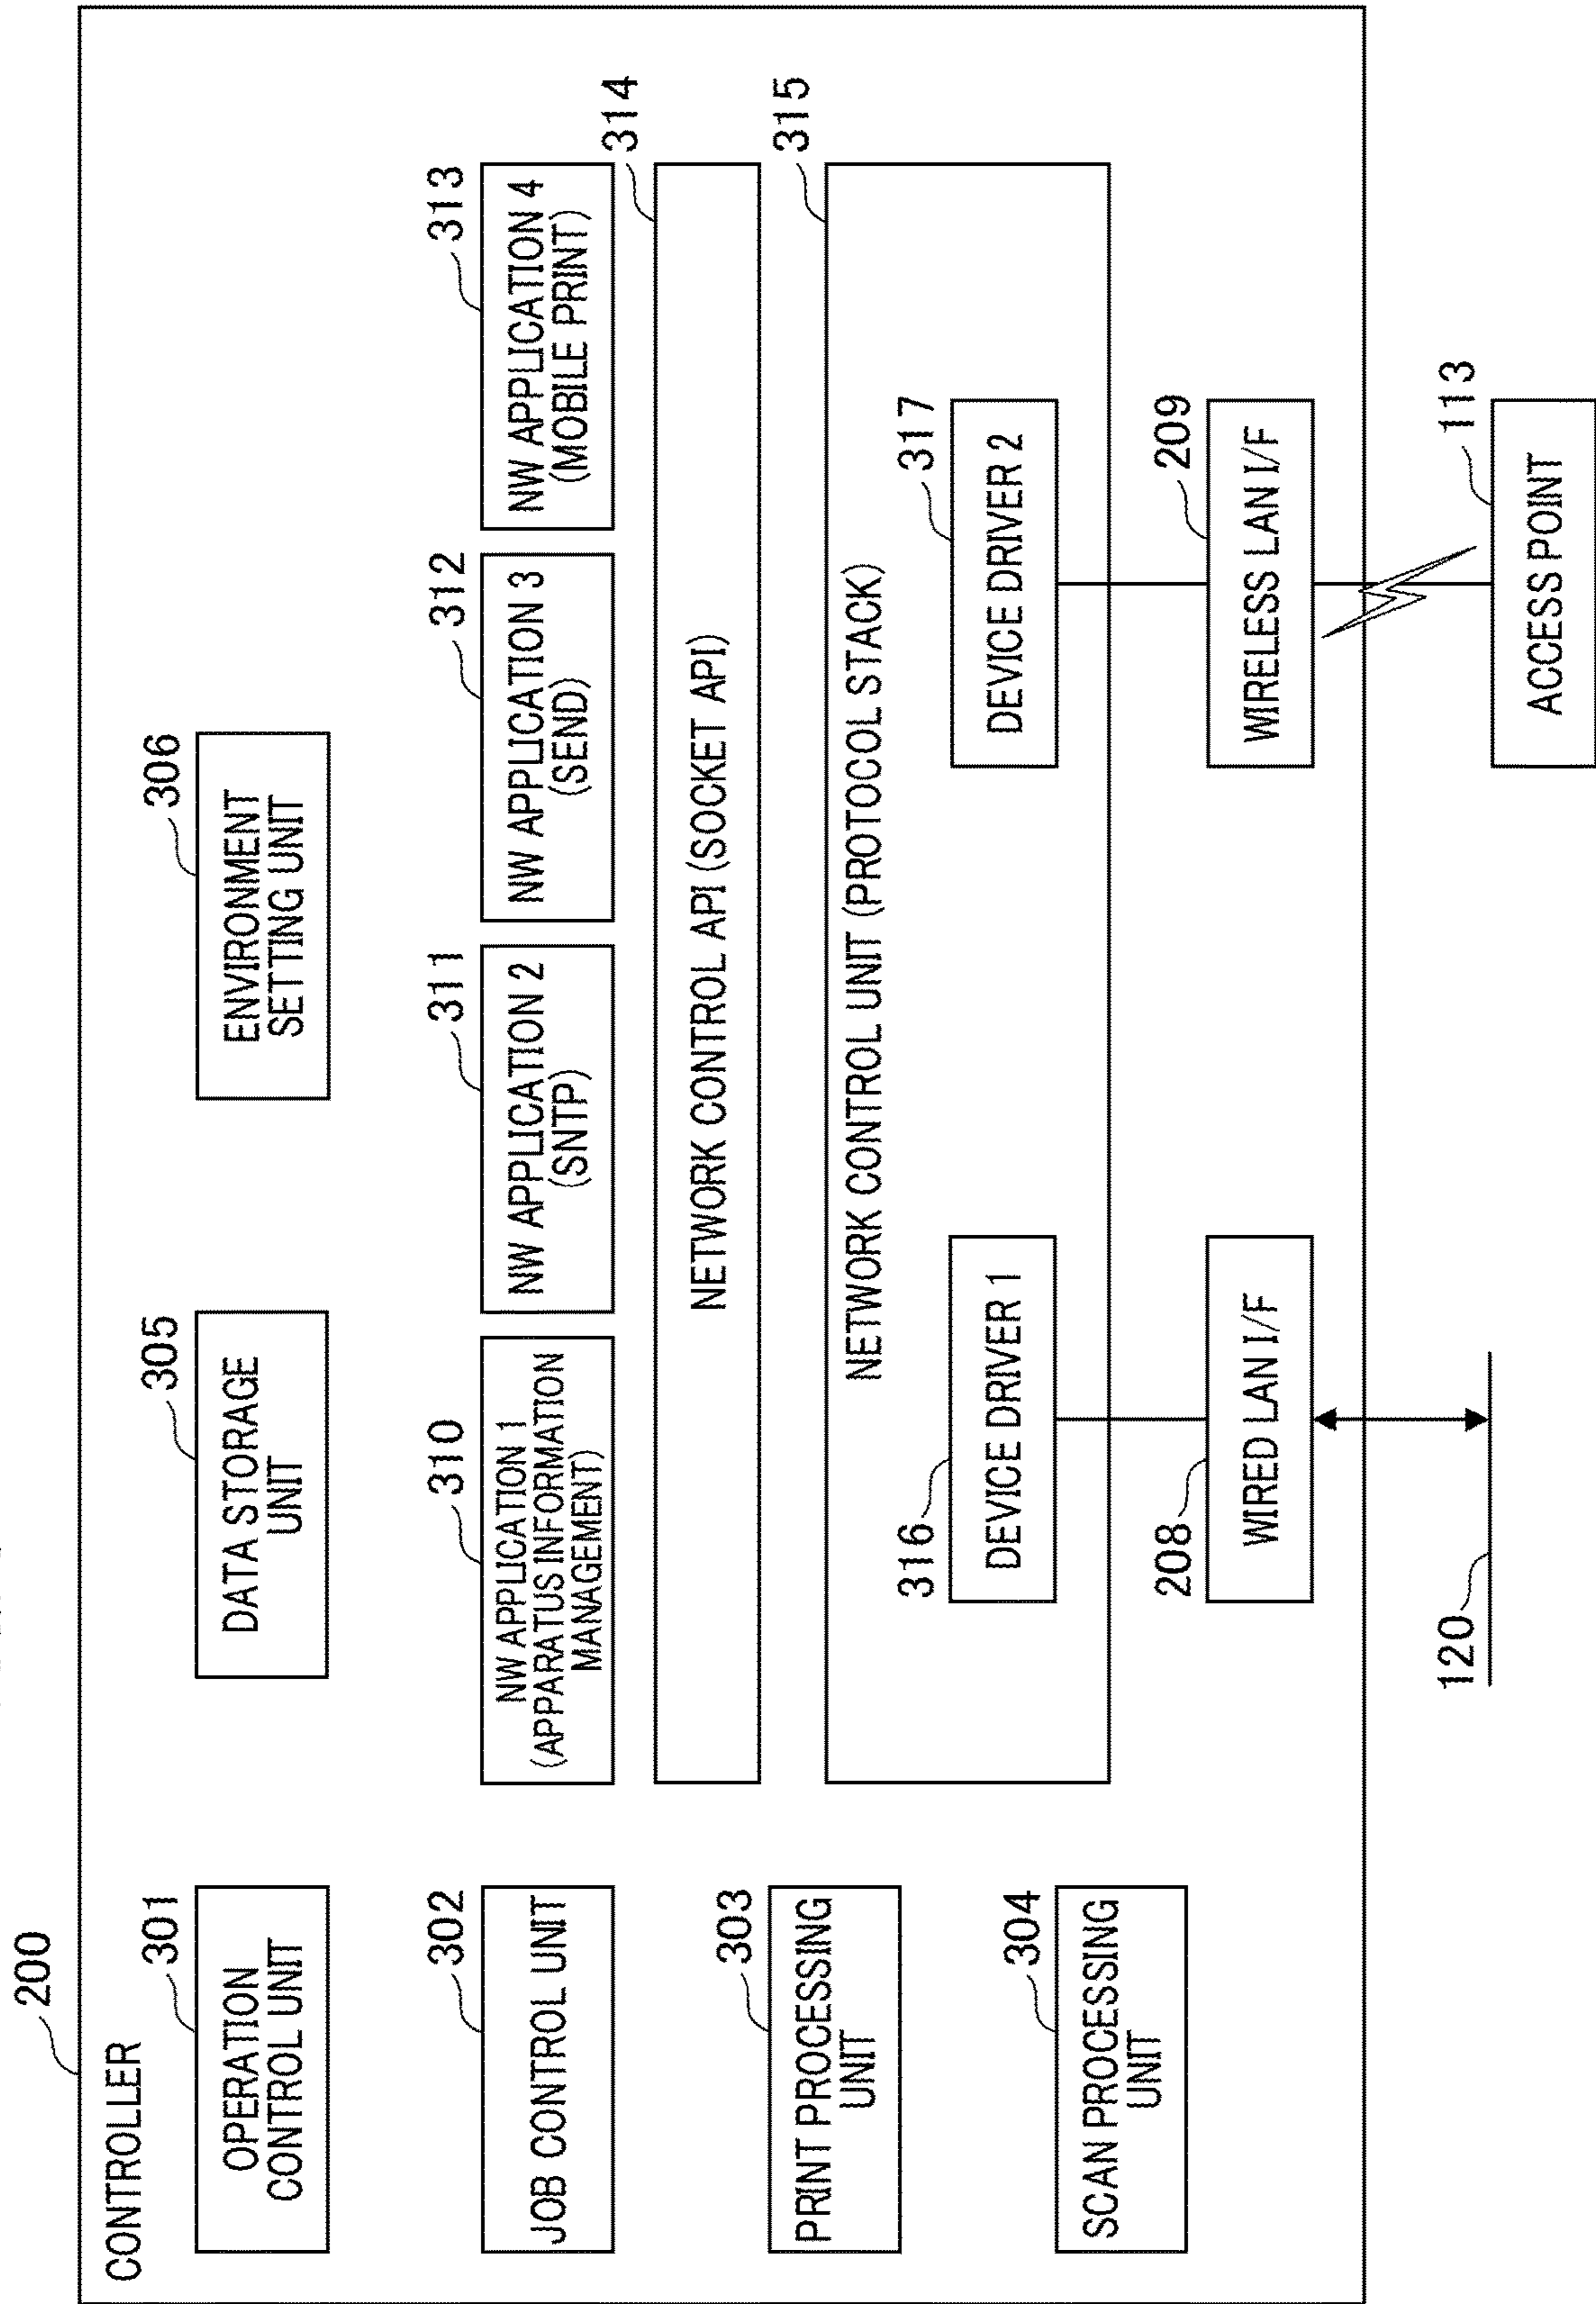 200
CONTROLLER
301
OPERATION
CONTROL UNIT
305
DATA STORAGE
UNIT
306
ENVIRONMENT
SETTING UNIT
302
JOB CONTROL UNIT
310
NW APPLICATION 1
(APPARATUS INFORMATION
MANAGEMENT)
311
NW APPLICATION 2
(SNTP)
312
NW APPLICATION 3
(SEND)
313
NW APPLICATION 4
(MOBILE PRINT)
314
NETWORK CONTROL API (SOCKET API)
303
PRINT PROCESSING
UNIT
315
NETWORK CONTROL UNIT (PROTOCOL STACK)
316
DEVICE DRIVER 1
317
DEVICE DRIVER 2
304
SCAN PROCESSING
UNIT
208
WIRED LAN I/F
209
WIRELESS LAN I/F
120
113
ACCESS POINT